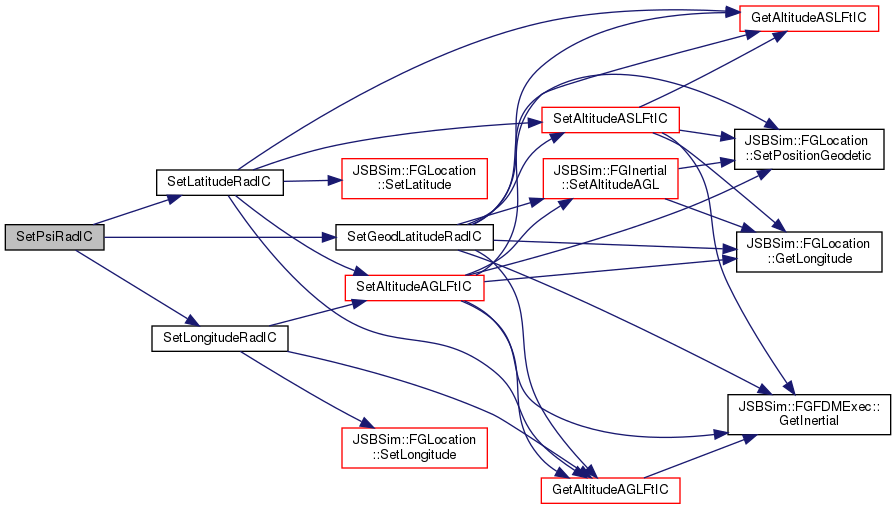 GetAltitudeASLFtIC
SetAltitudeASLFtIC
JSBSim::FGLocation
::SetPositionGeodetic
JSBSim::FGLocation
::SetLatitude
JSBSim::FGInertial
::SetAltitudeAGL
SetLatitudeRadIC
SetPsiRadIC
SetGeodLatitudeRadIC
JSBSim::FGLocation
::GetLongitude
SetAltitudeAGLFtIC
SetLongitudeRadIC
JSBSim::FGFDMExec::
GetInertial
JSBSim::FGLocation
::SetLongitude
GetAltitudeAGLFtIC